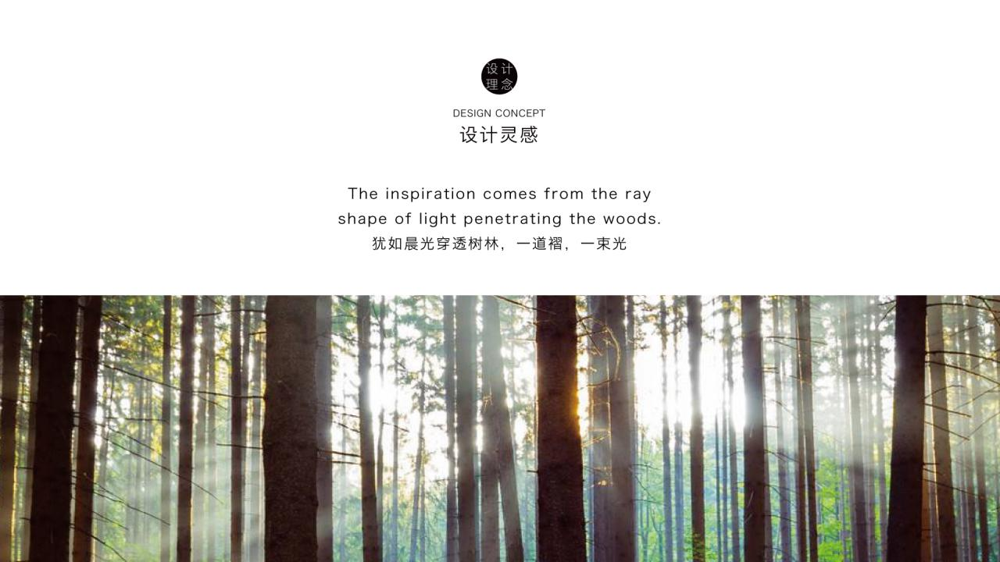 设计
理念
DESIGN CONCEPT
设计灵感
The inspiration comes from the ray
shape of light penetrating the woods.
犹如晨光穿透树林，一道褶，一束光